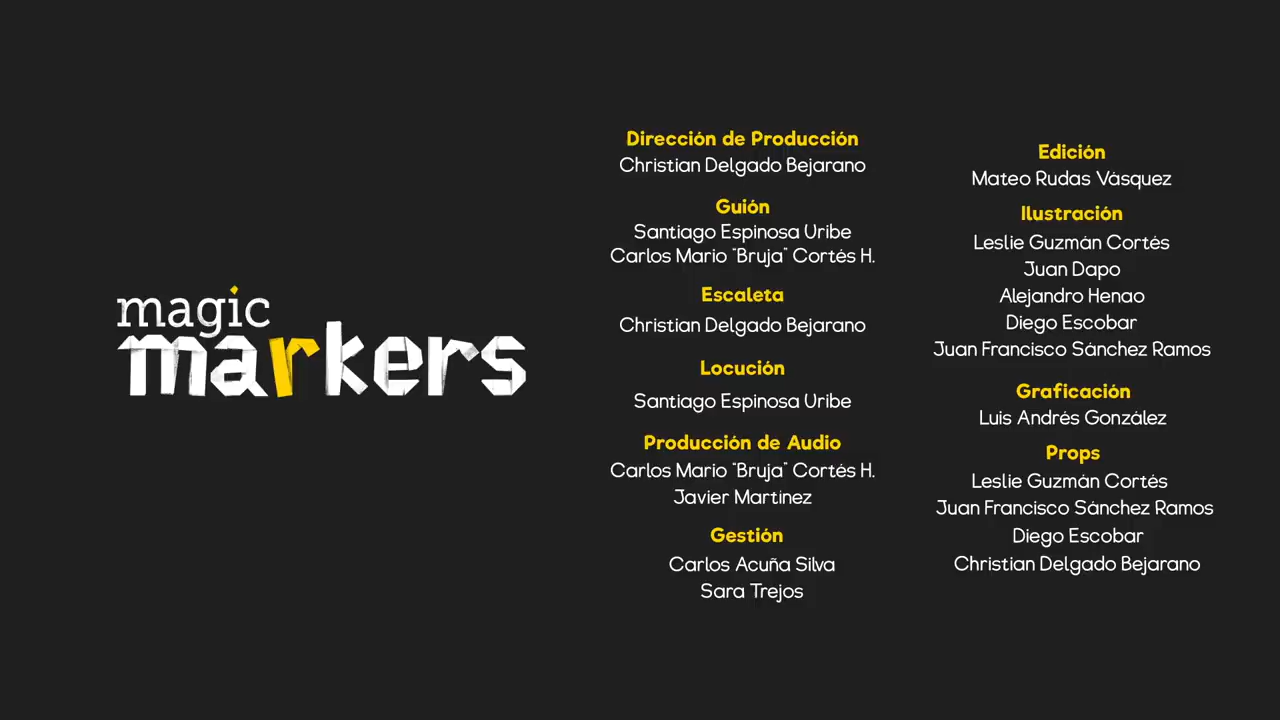 magic
markers
Dirección de Producción
Christian Delgado Bejarano
Guión
Santiago Espinosa Uribe
Carlos Mario "Bruja" Cortés H.
Escaleta
Christian Delgado Bejarano
Locución
Santiago Espinosa Uribe
Producción de Audio
Carlos Mario "Bruja" Cortés H.
Javier Martínez
Gestión
Carlos Acuña Silva
Sara Trejos
Edición
Mateo Rudas Vásquez
Ilustración
Leslie Guzmán Cortés
Juan Dapo
Alejandro Henao
Diego Escobar
Juan Francisco Sánchez Ramos
Graficación
Luis Andrés González
Props
Leslie Guzmán Cortés
Juan Francisco Sánchez Ramos
Diego Escobar
Christian Delgado Bejarano